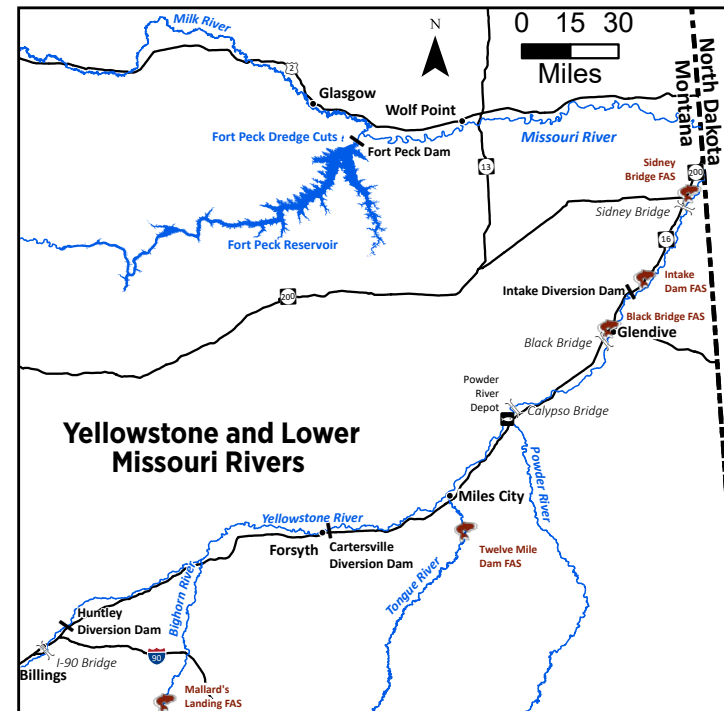 Milk River
N
0 15 30
Miles
2
Glasgow
Wolf Point
North Dakota
Montana
Fort Peck Dredge Cuts
Missouri River
Fort Peck Dam
13
Sidney
Bridge FAS
200
Sidney Bridge
Fort Peck Reservoir
16
Intake
Dam FAS
Intake Diversion Dam
200
Black Bridge FAS
Glendive
Black Bridge
Powder
River
Depot
Calypso Bridge
Yellowstone and Lower
Missouri Rivers
Powder River
Miles City
Yellowstone River
Forsyth
Cartersville
Diversion Dam
Twelve Mile
Dam FAS
Tongue River
Bighorn River
Huntley
Diversion Dam
I-90 Bridge
90
Billings
Mallard's
Landing FAS